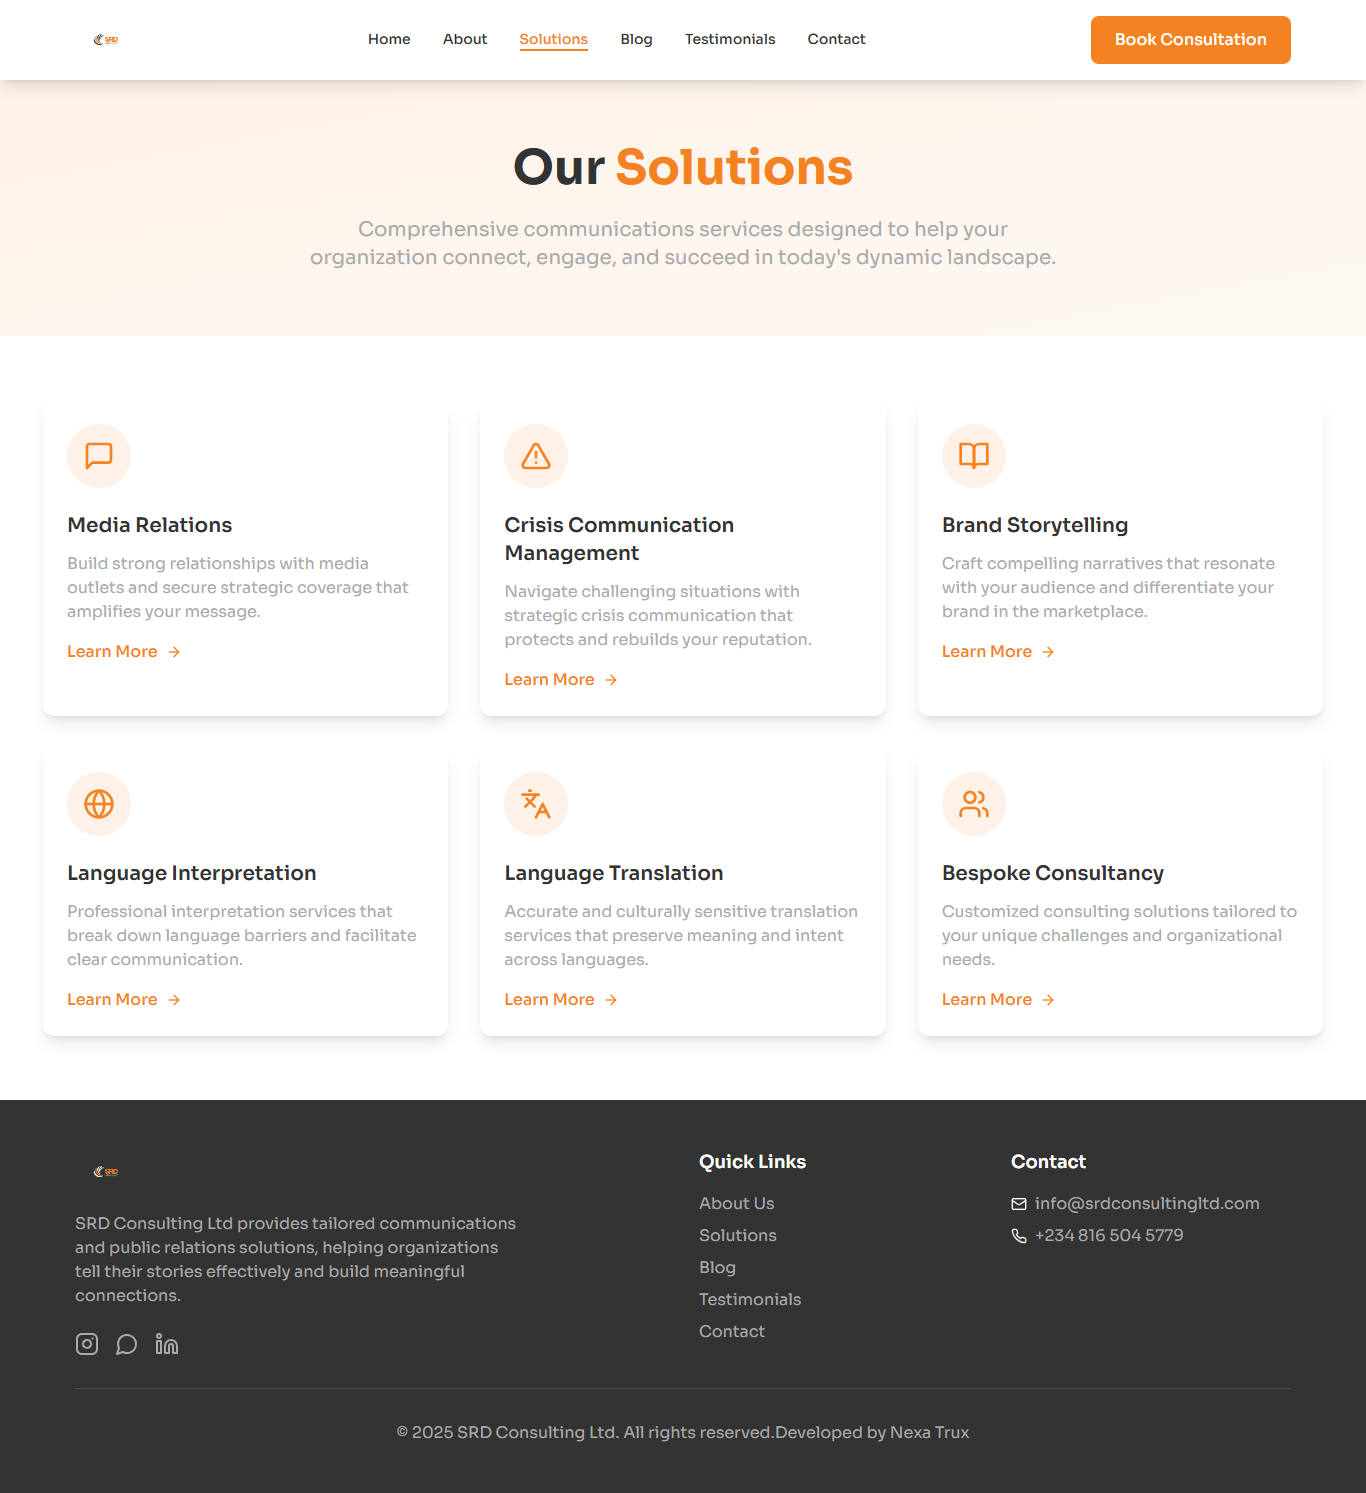 SRD
Home
About
Solutions
Blog
Testimonials
Contact
Book Consultation
Our Solutions
Comprehensive communications services designed to help your
organization connect, engage, and succeed in today's dynamic landscape.
Media Relations
Build strong relationships with media
outlets and secure strategic coverage that
amplifies your message.
Learn More
Crisis Communication
Management
Navigate challenging situations with
strategic crisis communication that
protects and rebuilds your reputation.
Learn More
Brand Storytelling
Craft compelling narratives that resonate
with your audience and differentiate your
brand in the marketplace.
Learn More
Language Interpretation
Professional interpretation services that
break down language barriers and facilitate
clear communication.
Learn More
Language Translation
Accurate and culturally sensitive translation
services that preserve meaning and intent
across languages.
Learn More
Bespoke Consultancy
Customized consulting solutions tailored to
your unique challenges and organizational
needs.
Learn More
SRD
SRD Consulting Ltd provides tailored communications
and public relations solutions, helping organizations
tell their stories effectively and build meaningful
connections.
Quick Links
About Us
Solutions
Blog
Testimonials
Contact
Contact
info@srdconsultingltd.com
+234 816 504 5779
© 2025 SRD Consulting Ltd. All rights reserved.Developed by Nexa Trux